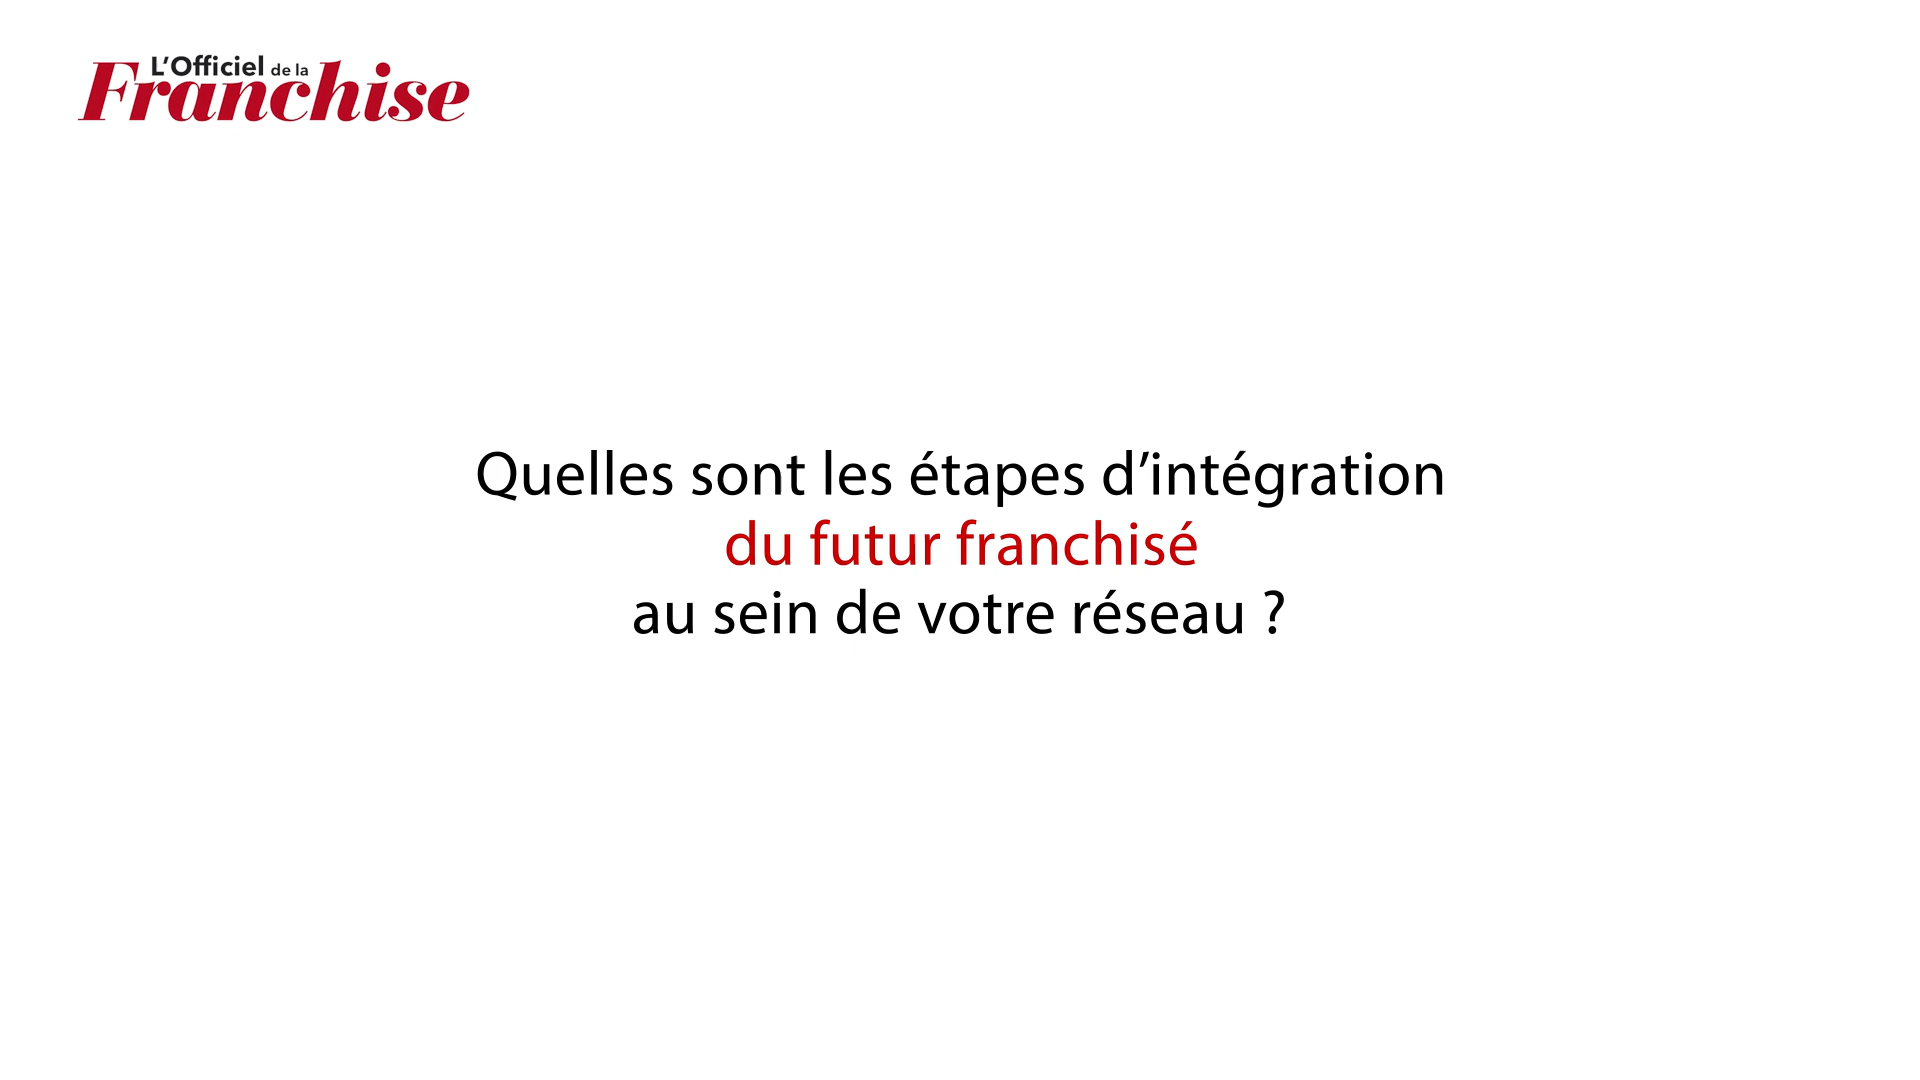 L’Officiel de la
Franchise
Quelles sont les étapes d’intégration
du futur franchisé
au sein de votre réseau ?